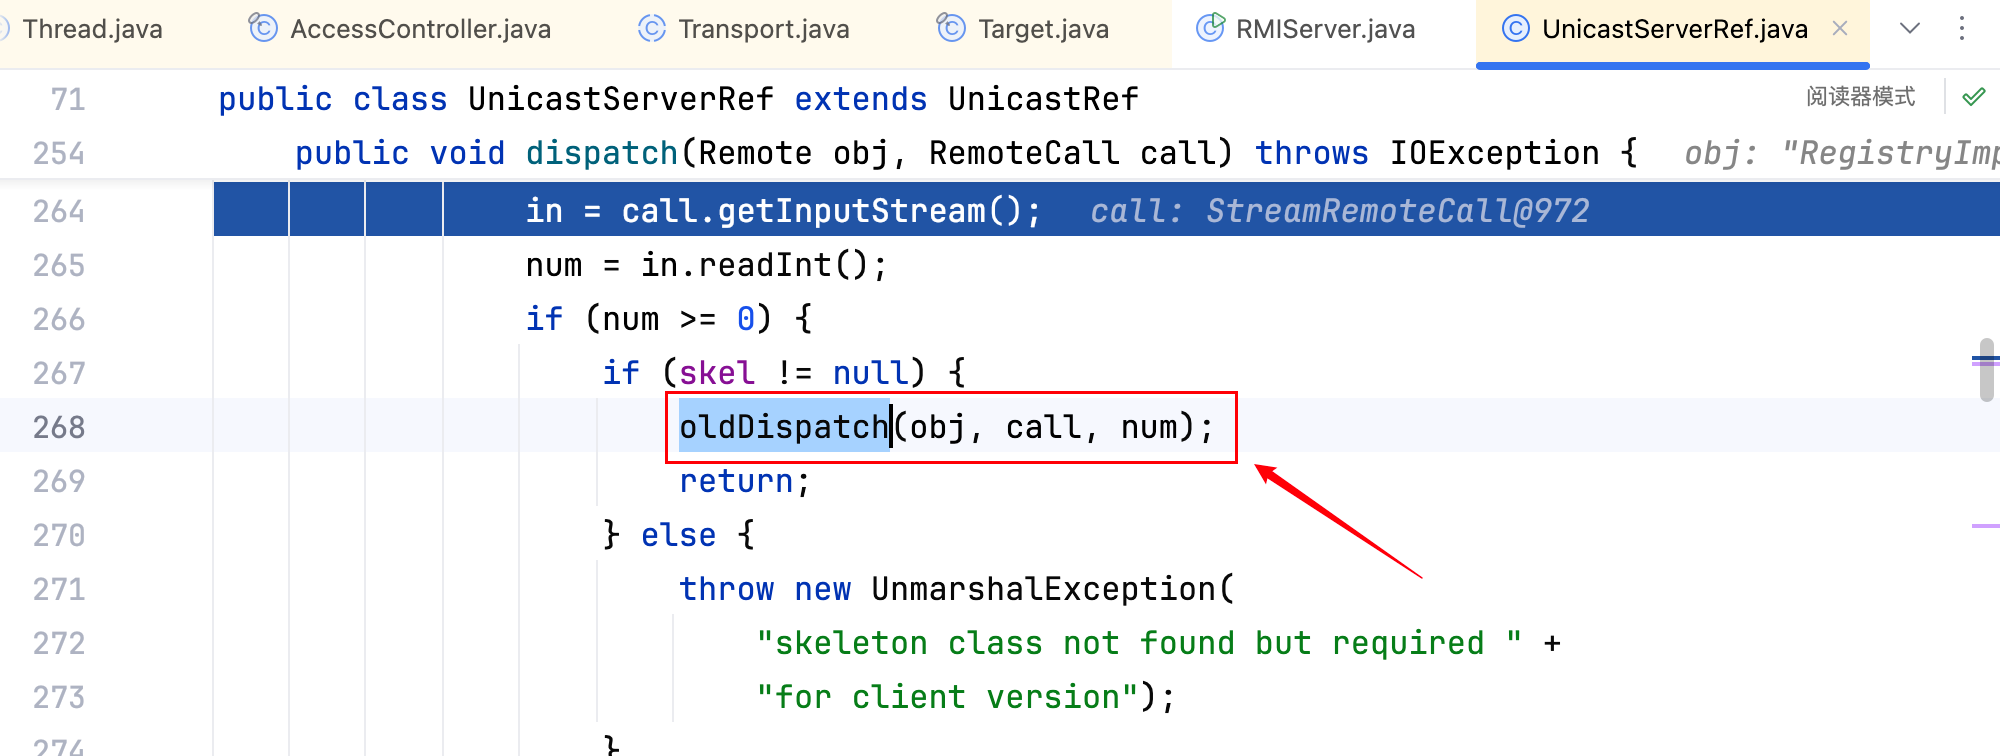 Thread.java AccessController.java Transport.java Target.java RMIServer.java UnicastServerRef.java
71 public class UnicastServerRef extends UnicastRef 阅读器模式
254 public void dispatch(Remote obj, RemoteCall call) throws IOException { obj: "RegistryImp
264 in = call.getInputStream(); call: StreamRemoteCall@972
265 num = in.readInt();
266 if (num >= 0) {
267 if (skel != null) {
268 oldDispatch(obj, call, num);
269 return;
270 } else {
271 throw new UnmarshalException(
272 "skeleton class not found but required " +
273 "for client version");
274 }